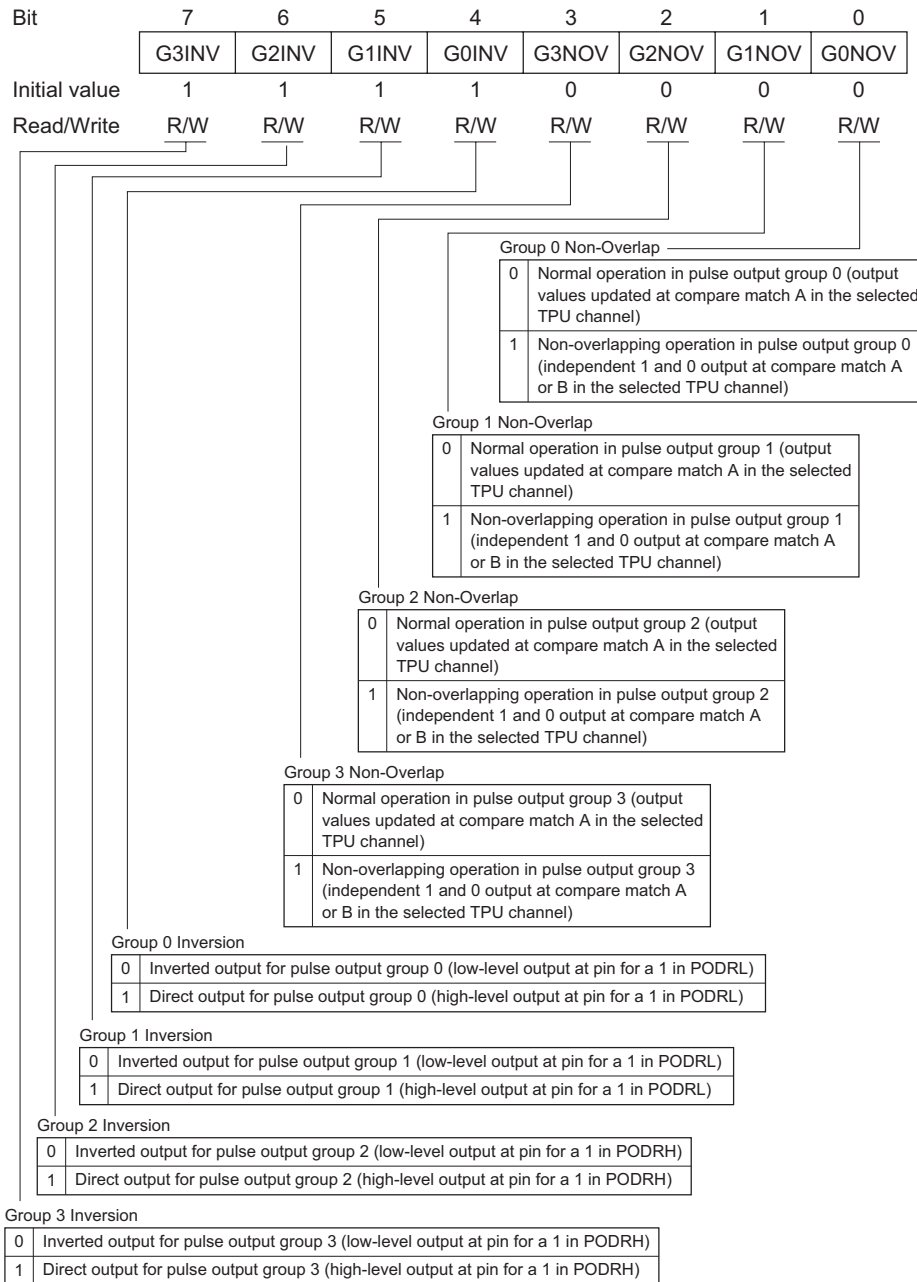 Bit 7 6 5 4 3 2 1 0
G3INV G2INV G1INV G0INV G3NOV G2NOV G1NOV G0NOV
Initial value 1 1 1 1 0 0 0 0
Read/Write R/W R/W R/W R/W R/W R/W R/W R/W
Group 0 Non-Overlap
0 Normal operation in pulse output group 0 (output
values updated at compare match A in the selected
TPU channel)
1 Non-overlapping operation in pulse output group 0
(independent 1 and 0 output at compare match A
or B in the selected TPU channel)
Group 1 Non-Overlap
0 Normal operation in pulse output group 1 (output
values updated at compare match A in the selected
TPU channel)
1 Non-overlapping operation in pulse output group 1
(independent 1 and 0 output at compare match A
or B in the selected TPU channel)
Group 2 Non-Overlap
0 Normal operation in pulse output group 2 (output
values updated at compare match A in the selected
TPU channel)
1 Non-overlapping operation in pulse output group 2
(independent 1 and 0 output at compare match A
or B in the selected TPU channel)
Group 3 Non-Overlap
0 Normal operation in pulse output group 3 (output
values updated at compare match A in the selected
TPU channel)
1 Non-overlapping operation in pulse output group 3
(independent 1 and 0 output at compare match A
or B in the selected TPU channel)
Group 0 Inversion
0 Inverted output for pulse output group 0 (low-level output at pin for a 1 in PODRL)
1 Direct output for pulse output group 0 (high-level output at pin for a 1 in PODRL)
Group 1 Inversion
0 Inverted output for pulse output group 1 (low-level output at pin for a 1 in PODRL)
1 Direct output for pulse output group 1 (high-level output at pin for a 1 in PODRL)
Group 2 Inversion
0 Inverted output for pulse output group 2 (low-level output at pin for a 1 in PODRH)
1 Direct output for pulse output group 2 (high-level output at pin for a 1 in PODRH)
Group 3 Inversion
0 Inverted output for pulse output group 3 (low-level output at pin for a 1 in PODRH)
1 Direct output for pulse output group 3 (high-level output at pin for a 1 in PODRH)